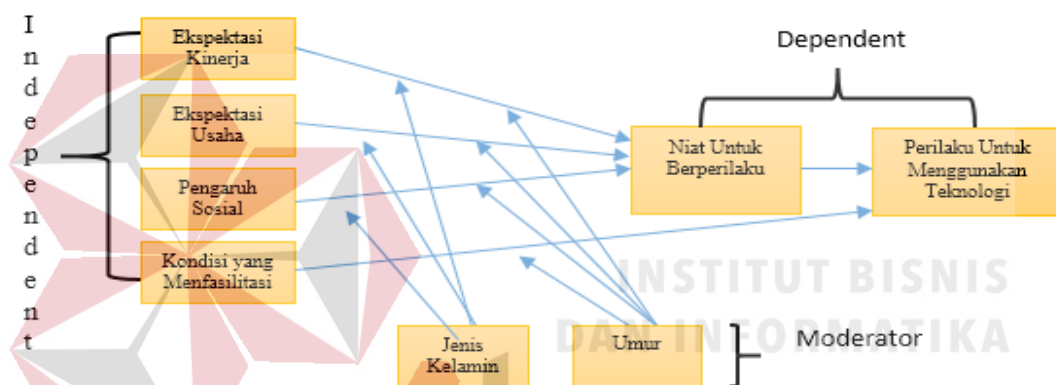 Independent
Ekspektasi
Kinerja
Ekspektasi
Usaha
Pengaruh
Sosial
Kondisi yang
Menfasilitasi
Dependent
Niat Untuk
Berperilaku
Perilaku Untuk
Menggunakan
Teknologi
Jenis
Kelamin
Umur
Moderator
INSTITUT BISNIS
DAN INFORMATIKA